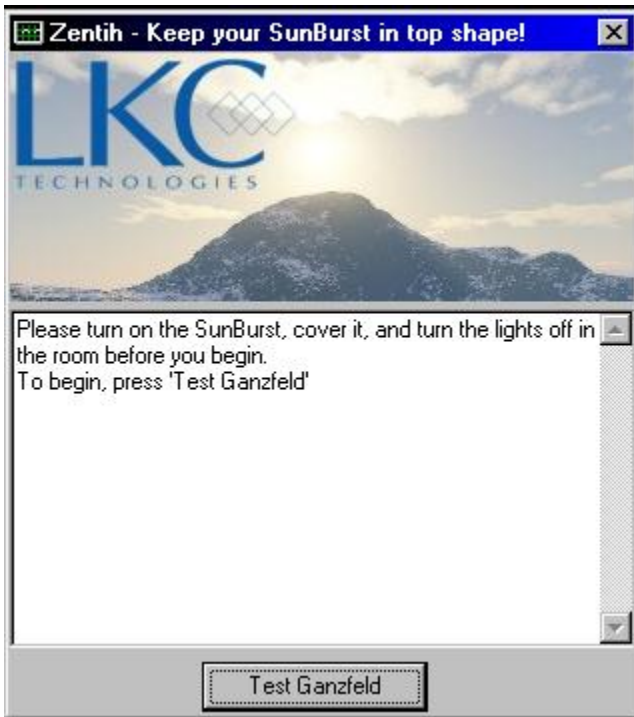 Zentih - Keep your SunBurst in top shape!
LKC
TECHNOLOGIES
Please turn on the SunBurst, cover it, and turn the lights off in
the room before you begin.
To begin, press 'Test Ganzfeld'
Test Ganzfeld